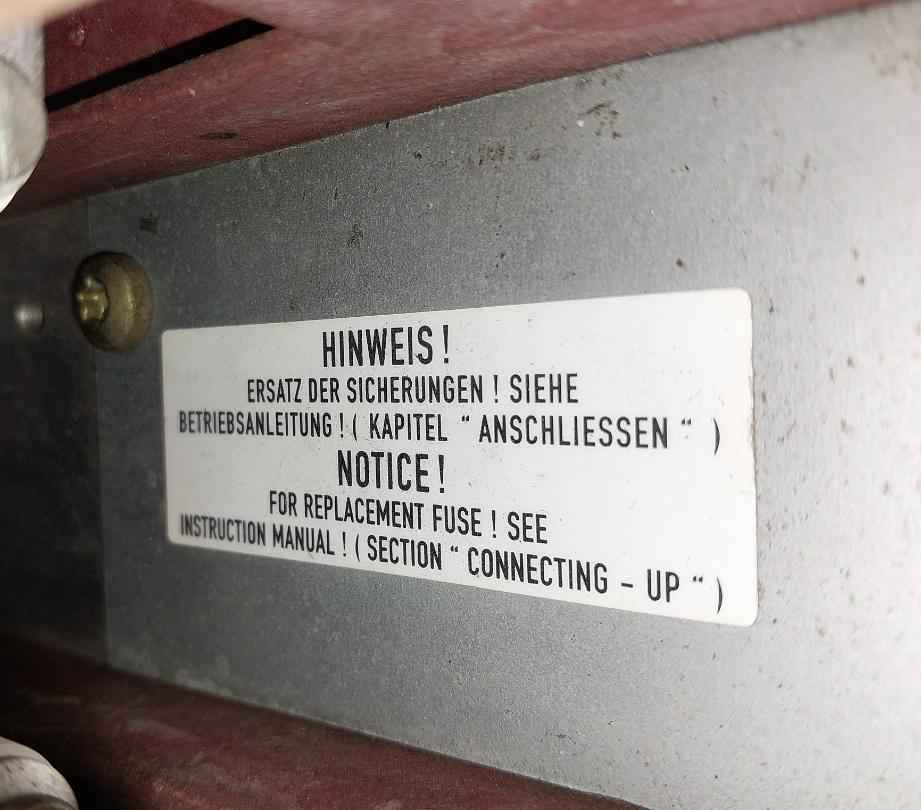 HINWEIS !
ERSATZ DER SICHERUNGEN ! SIEHE
BETRIEBSANLEITUNG ! ( KAPITEL “ ANSCHLIESSEN “ )
NOTICE !
FOR REPLACEMENT FUSE ! SEE
INSTRUCTION MANUAL ! ( SECTION “ CONNECTING – UP “ )